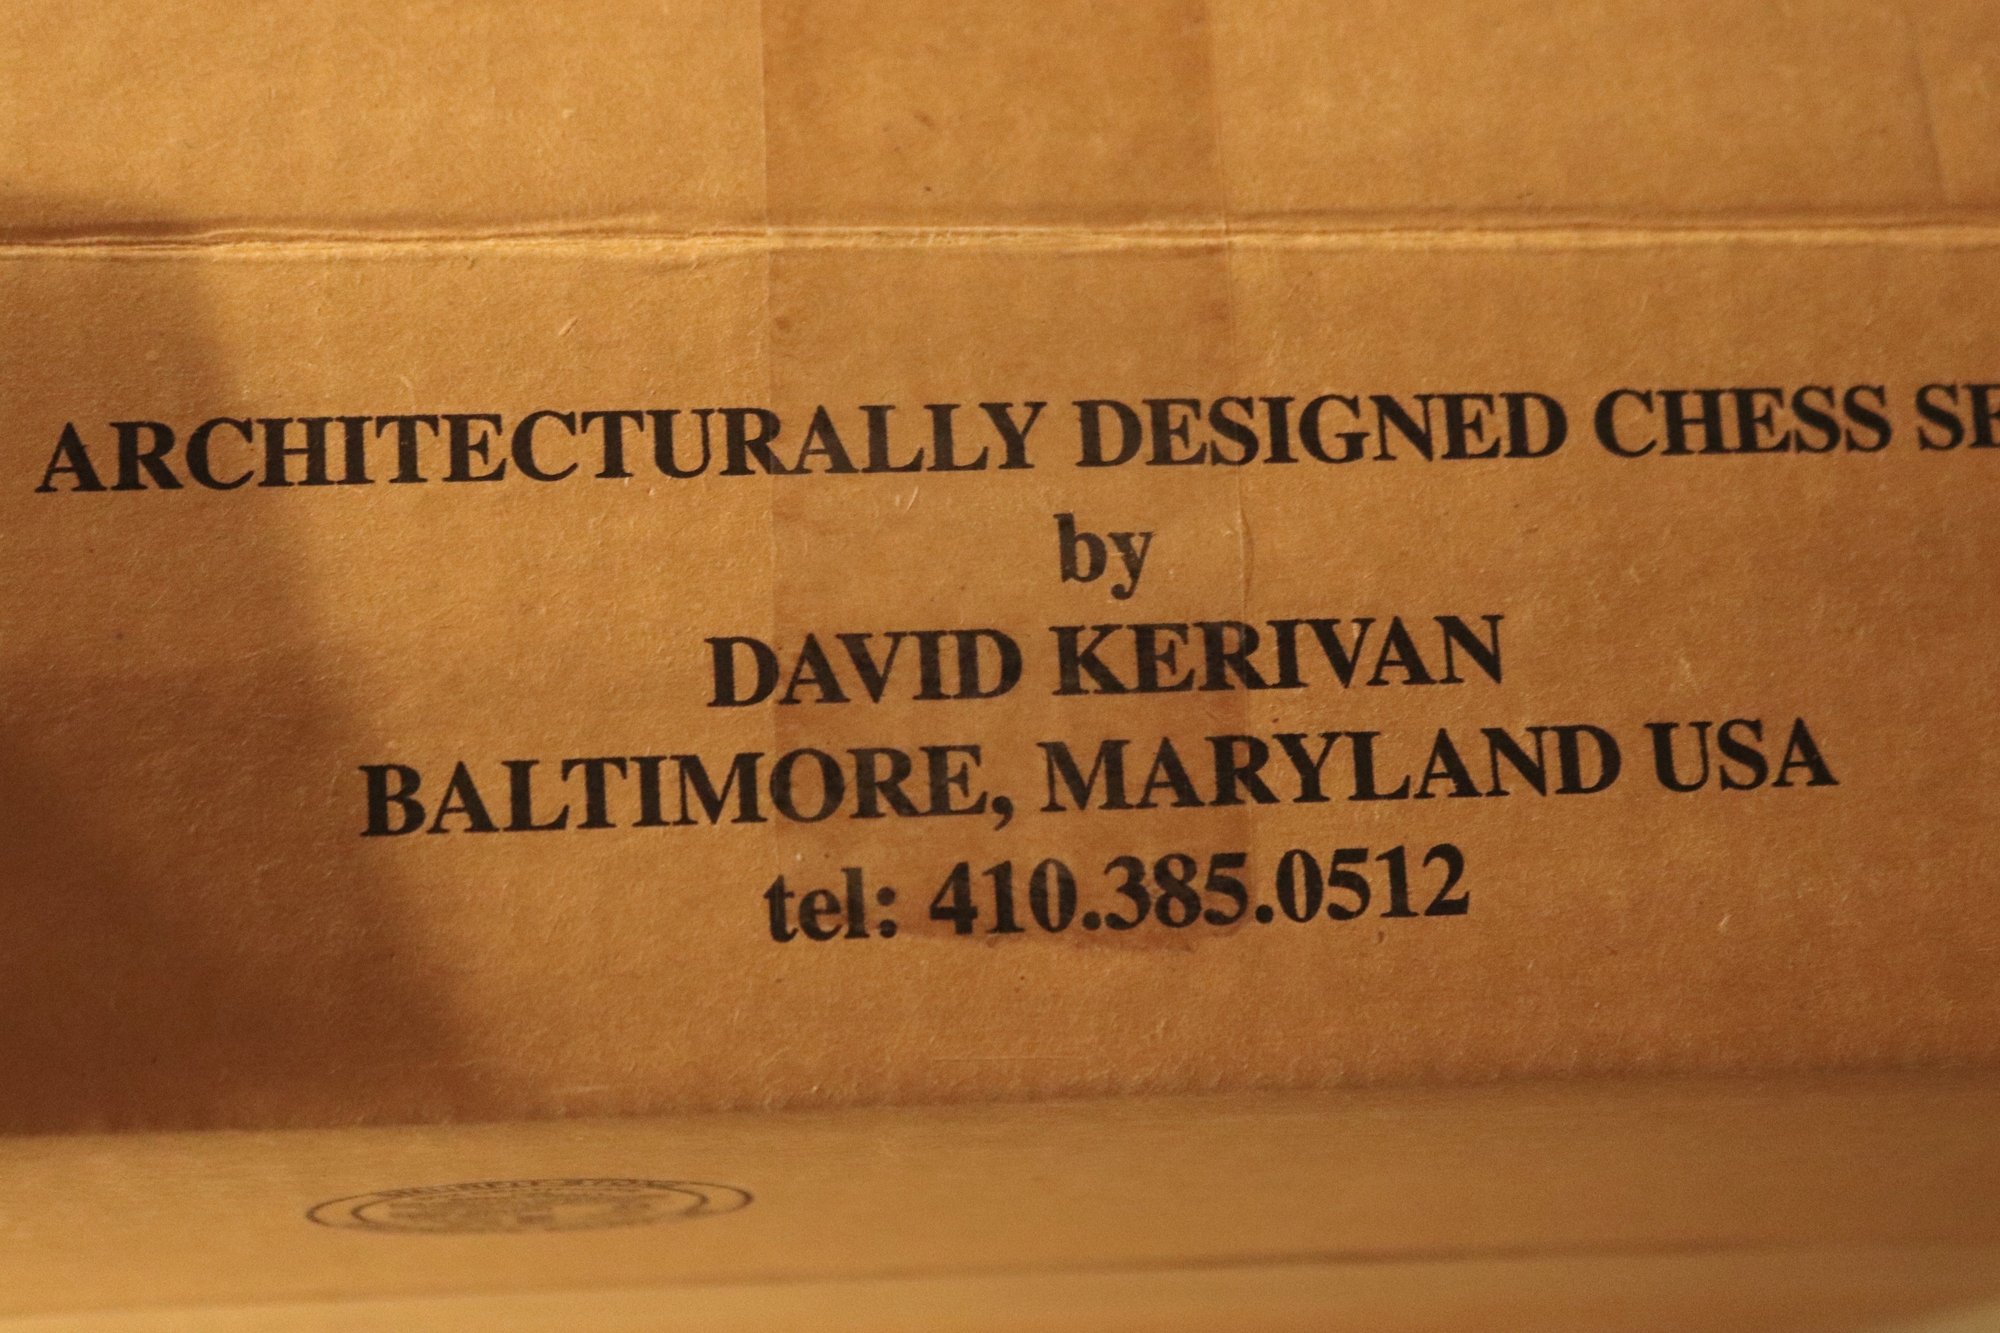 ARCHITECTURALLY DESIGNED CHESS SE
by
DAVID KERIVAN
BALTIMORE, MARYLAND USA
tel: 410.385.0512